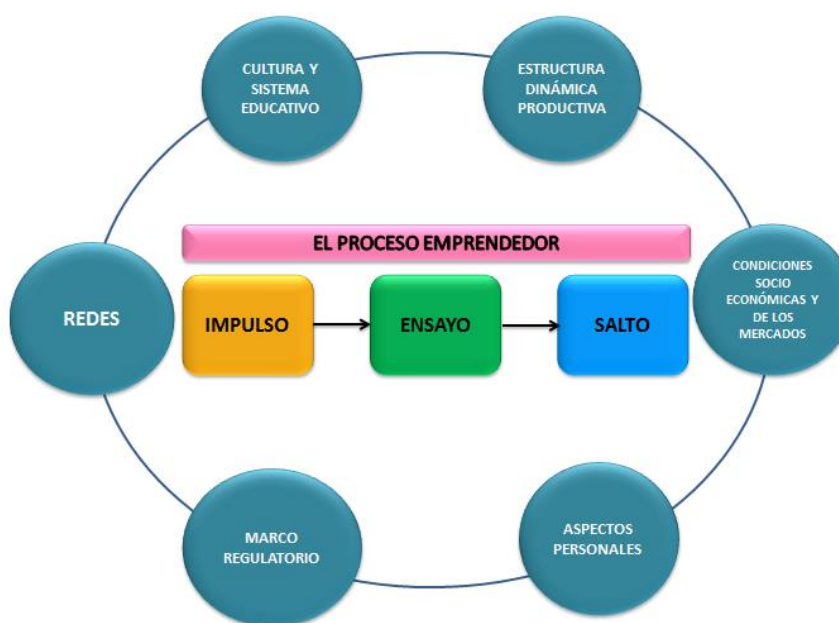 CULTURA Y
SISTEMA
EDUCATIVO
ESTRUCTURA
DINÁMICA
PRODUCTIVA
EL PROCESO EMPRENDEDOR
REDES
IMPULSO
ENSAYO
SALTO
CONDICIONES
SOCIO
ECONÓMICAS Y
DE LOS
MERCADOS
MARCO
REGULATORIO
ASPECTOS
PERSONALES